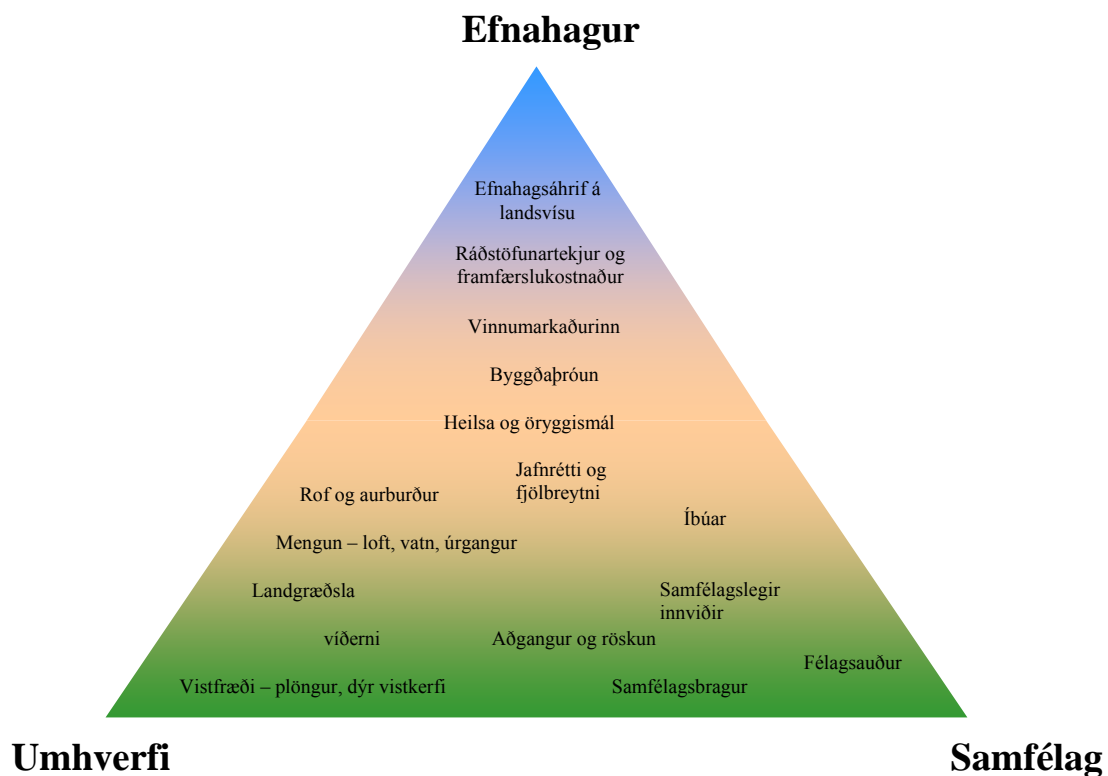 Efnahagur
Efnahagsáhrif á
landsvísu
Ráðstöfunartekjur og
framfærslukostnaður
Vinnumarkaðurinn
Byggðaþróun
Heilsa og öryggismál
Jafnrétti og
fjölbreytni
Rof og aurburður
Íbúar
Mengun – loft, vatn, úrgangur
Landgræðsla
Samfélagslegir
innviðir
víðerni
Aðgangur og röskun
Félagsauður
Vistfræði – plöngur, dýr vistkerfi
Samfélagsbragur
Umhverfi
Samfélag